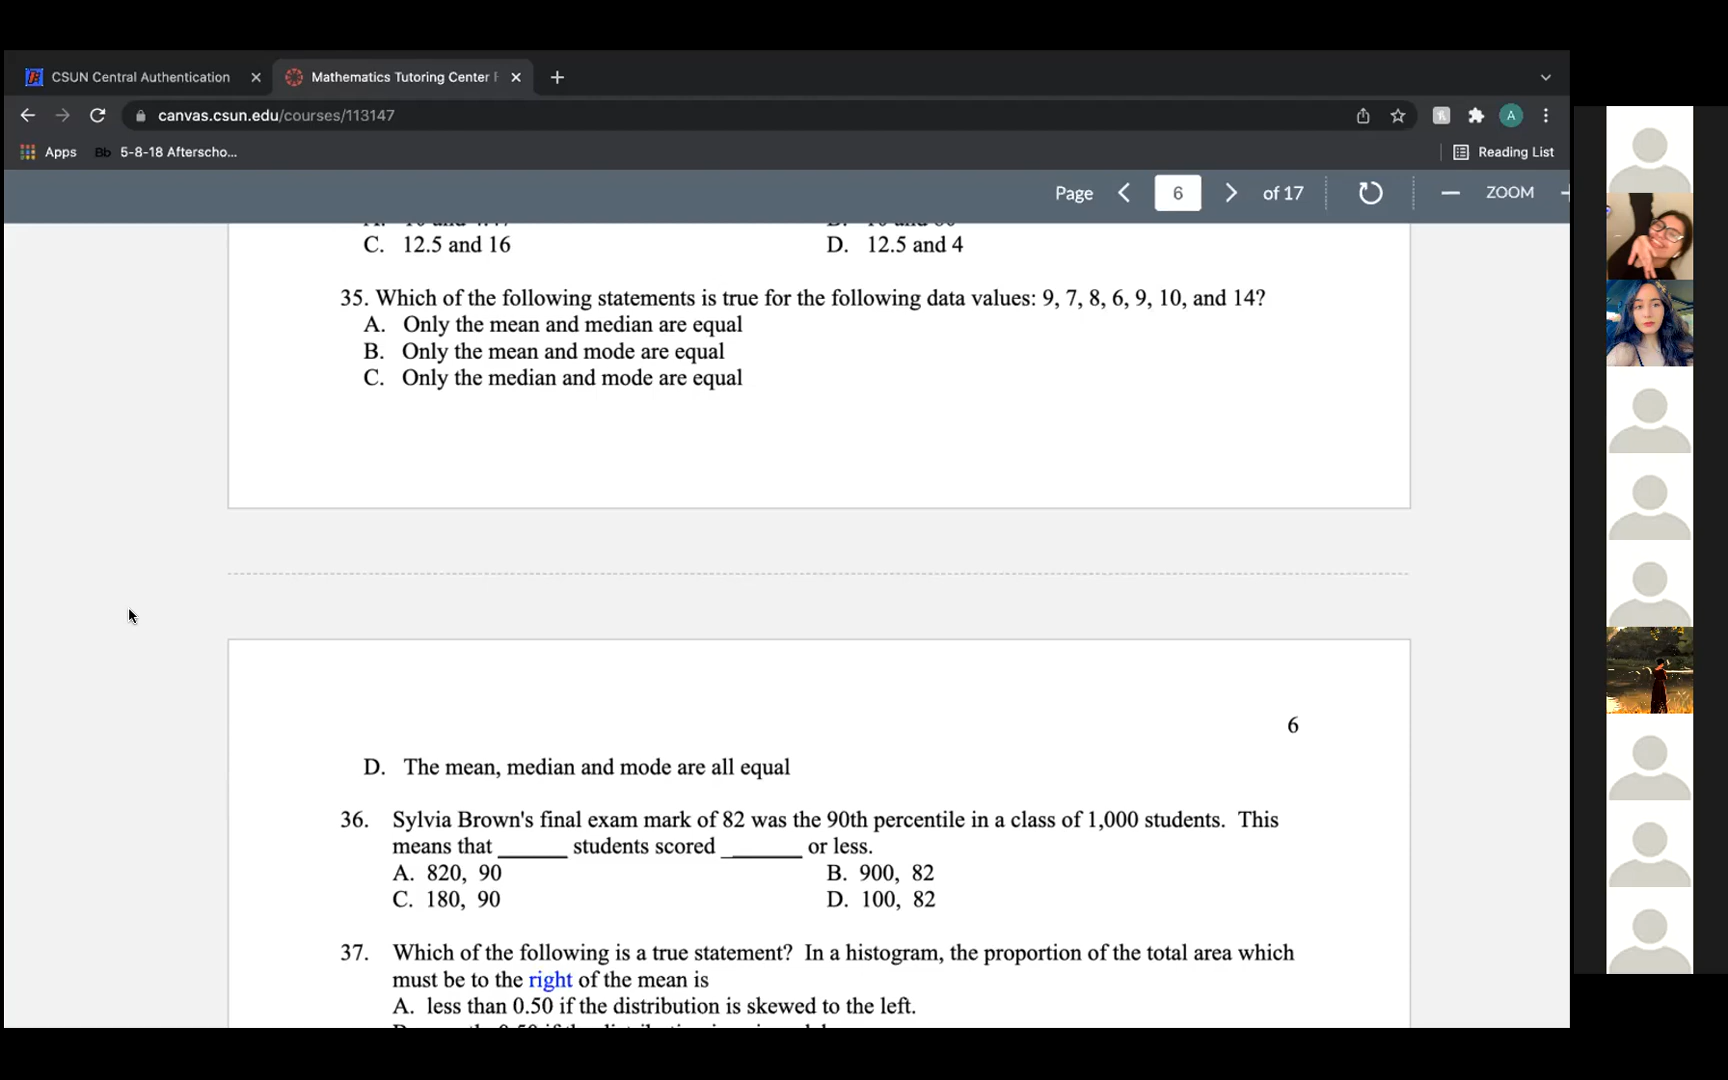 CSUN Central Authentication
Mathematics Tutoring Center
canvas.csun.edu/courses/113147
A
Apps
Bb 5-8-18 Afterscho...
Reading List
Page 6 of 17
ZOOM
C. 12.5 and 16
D. 12.5 and 4
35. Which of the following statements is true for the following data values: 9, 7, 8, 6, 9, 10, and 14?
A. Only the mean and median are equal
B. Only the mean and mode are equal
C. Only the median and mode are equal
6
D. The mean, median and mode are all equal
36. Sylvia Brown's final exam mark of 82 was the 90th percentile in a class of 1,000 students. This
means that ______ students scored _______ or less.
A. 820, 90
B. 900, 82
C. 180, 90
D. 100, 82
37. Which of the following is a true statement? In a histogram, the proportion of the total area which
must be to the right of the mean is
A. less than 0.50 if the distribution is skewed to the left.